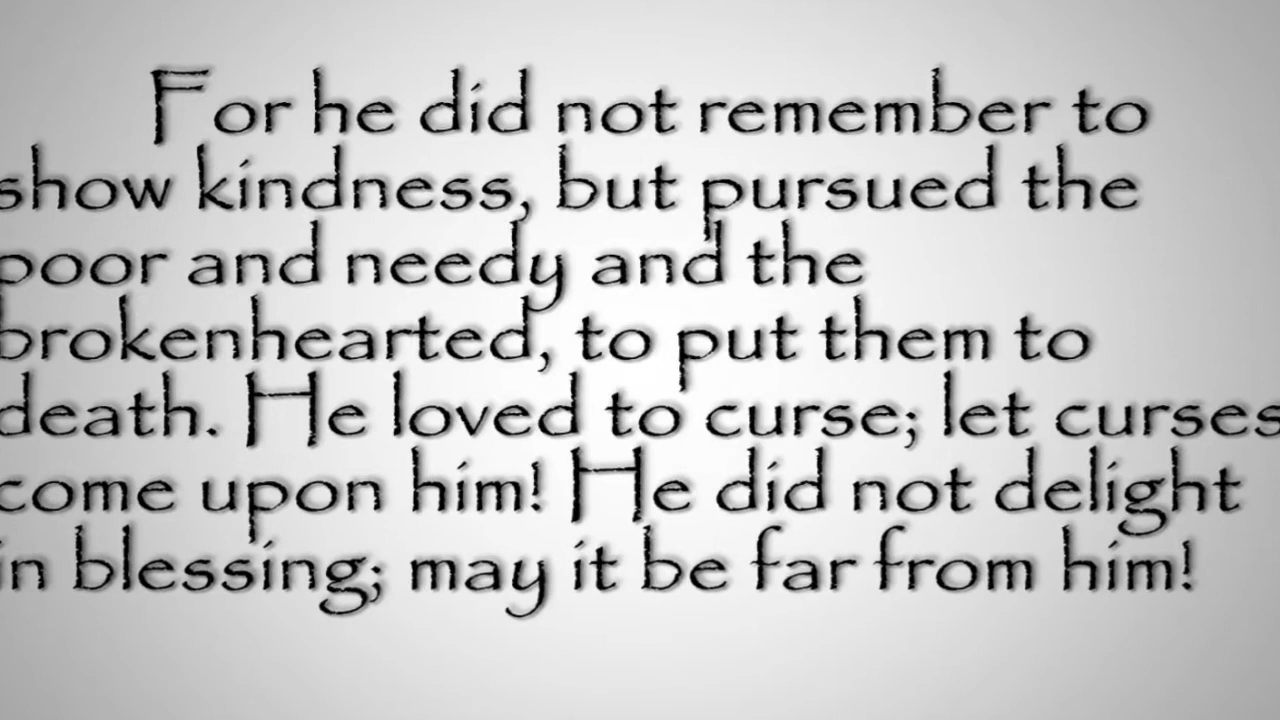 For he did not remember to
show kindness, but pursued the
poor and needy and the
brokenhearted, to put them to
death. He loved to curse; let curses
come upon him! He did not delight
in blessing; may it be far from him!